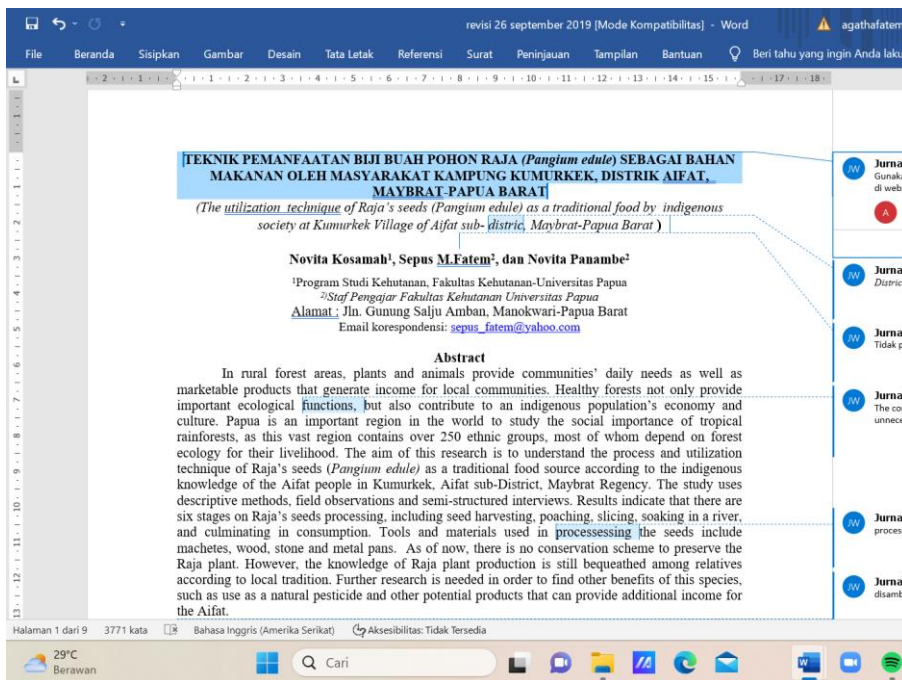 revisi 26 september 2019 [Mode Kompatibilitas] - Word
agathafatem
File Beranda Sisipkan Gambar Desain Tata Letak Referensi Surat Peninjauan Tampilan Bantuan Beri tahu yang ingin Anda laku
TEKNIK PEMANFAATAN BIJI BUAH POHON RAJA (Pangium edule) SEBAGAI BAHAN
MAKANAN OLEH MASYARAKAT KAMPUNG KUMURKEK, DISTRIK AIFAT,
MAYBRAT-PAPUA BARAT
(The utilization technique of Raja's seeds (Pangium edule) as a traditional food by indigenous
society at Kumurkek Village of Aifat sub- distric, Maybrat-Papua Barat )
Novita Kosamah1, Sepus M.Fatem2, dan Novita Panambe2
1Program Studi Kehutanan, Fakultas Kehutanan-Universitas Papua
2)Staf Pengajar Fakultas Kehutanan Universitas Papua
Alamat : Jln. Gunung Salju Amban, Manokwari-Papua Barat
Email korespondensi: sepus_fatem@yahoo.com
Abstract
In rural forest areas, plants and animals provide communities' daily needs as well as
marketable products that generate income for local communities. Healthy forests not only provide
important ecological functions, but also contribute to an indigenous population's economy and
culture. Papua is an important region in the world to study the social importance of tropical
rainforests, as this vast region contains over 250 ethnic groups, most of whom depend on forest
ecology for their livelihood. The aim of this research is to understand the process and utilization
technique of Raja's seeds (Pangium edule) as a traditional food source according to the indigenous
knowledge of the Aifat people in Kumurkek, Aifat sub-District, Maybrat Regency. The study uses
descriptive methods, field observations and semi-structured interviews. Results indicate that there are
six stages on Raja's seeds processing, including seed harvesting, poaching, slicing, soaking in a river,
and culminating in consumption. Tools and materials used in processessing the seeds include
machetes, wood, stone and metal pans. As of now, there is no conservation scheme to preserve the
Raja plant. However, the knowledge of Raja plant production is still bequeathed among relatives
according to local tradition. Further research is needed in order to find other benefits of this species,
such as use as a natural pesticide and other potential products that can provide additional income for
the Aifat.
JW Jurna
Gunaka
di web
A
JW Jurna
Distric
JW Jurna
Tidak p
JW Jurna
The co
unnece
JW Jurna
proces
JW Jurna
disamb
Halaman 1 dari 9 3771 kata Bahasa Inggris (Amerika Serikat) Aksesibilitas: Tidak Tersedia
29°C
Berawan
Cari